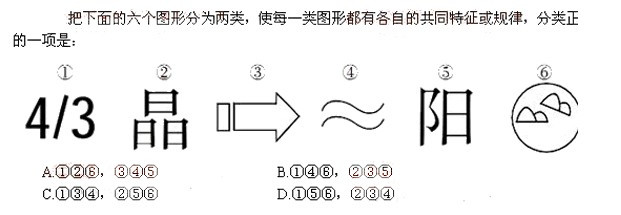 把下面的六个图形分为两类，使每一类图形都有各自的共同特征或规律，分类正
的一项是：
① ② ③ ④ ⑤ ⑥
4/3 晶 ≈ 阳
A.①②⑥，③④⑤ B.①④⑥，②③⑤
C.①③④，②⑤⑥ D.①⑤⑥，②③④